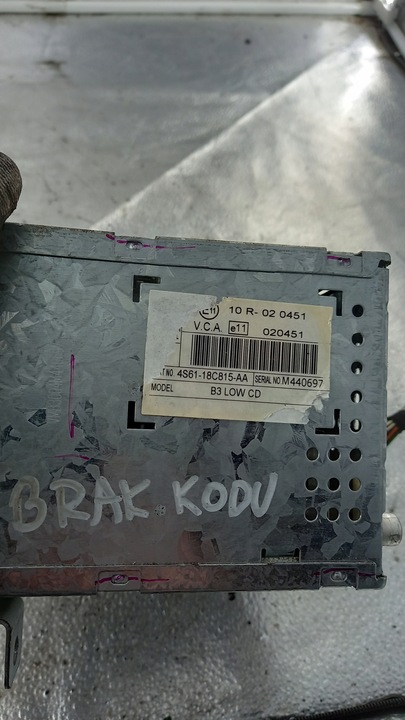 E11 10 R- 02 0451
V.C.A. e11 020451
NO 4S61-18C815-AA SERIAL NO M440697
MODEL B3 LOW CD
BRAK KODU